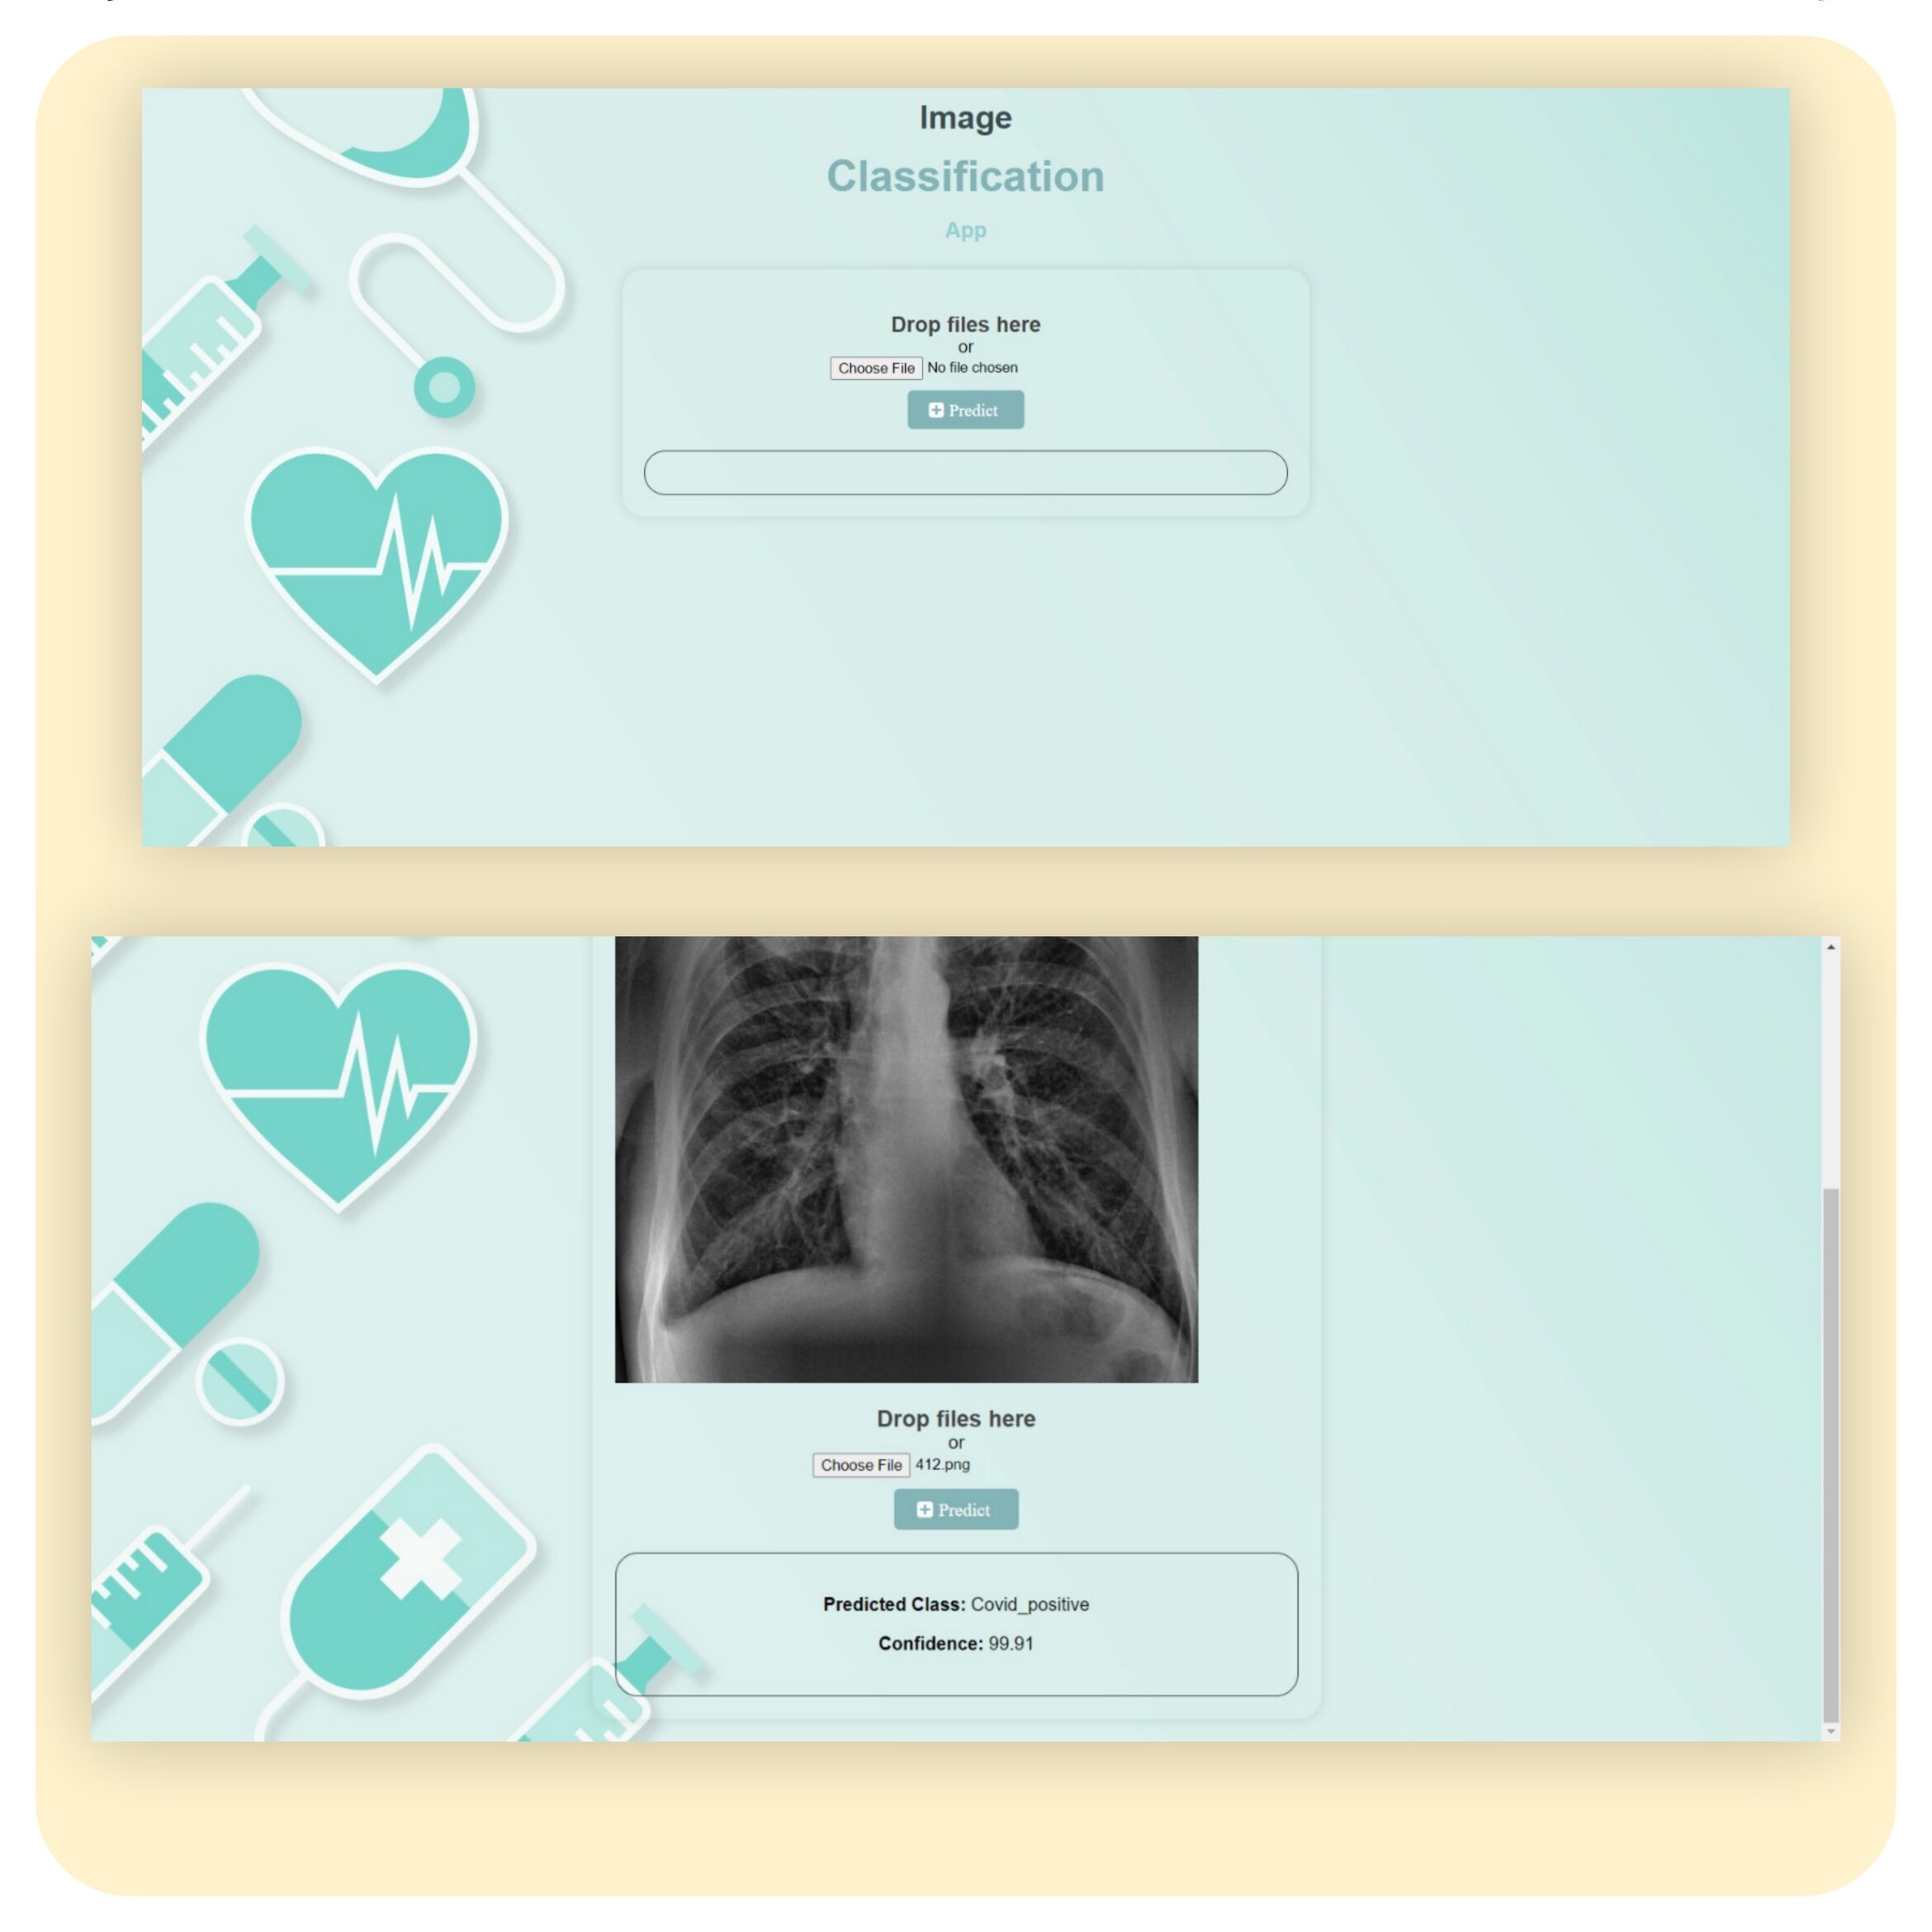 Image
Classification
App
Drop files here
or
Choose File No file chosen
Predict
Drop files here
or
Choose File 412.png
Predict
Predicted Class: Covid_positive
Confidence: 99.91